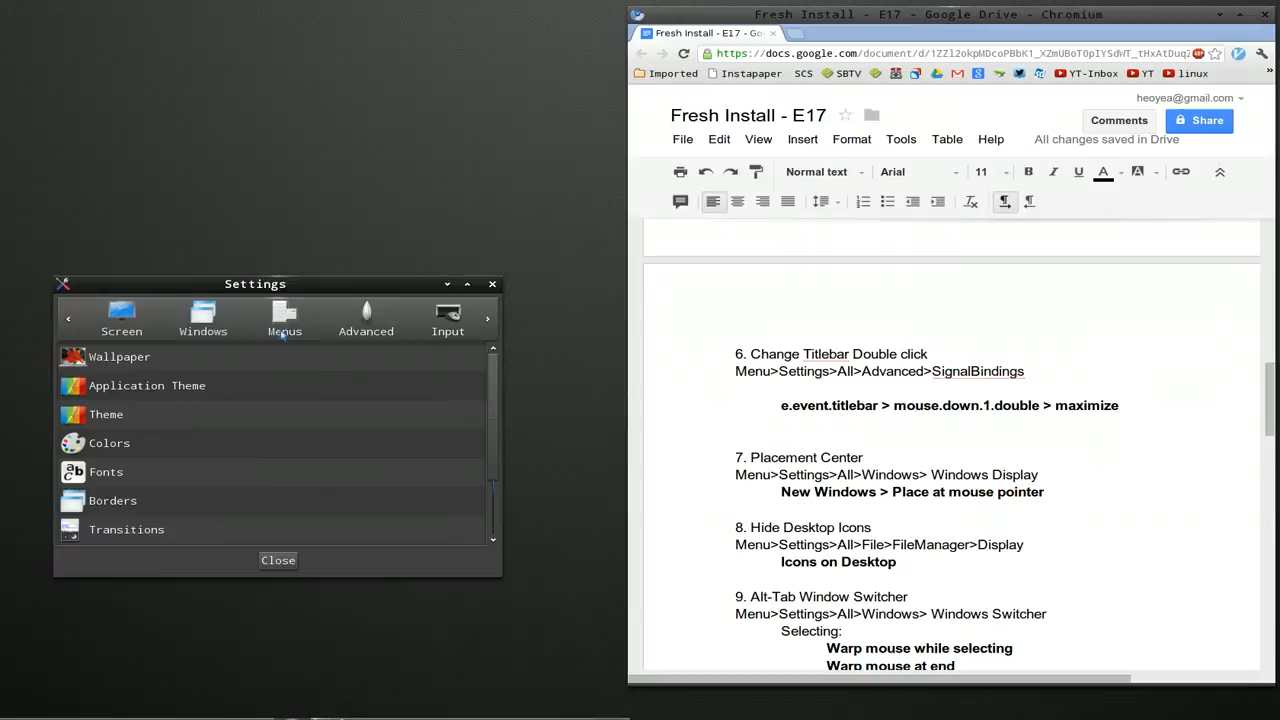 Settings
Screen
Windows
Menus
Advanced
Input
Wallpaper
Application Theme
Theme
Colors
Fonts
Borders
Transitions
Close
Fresh Install - E17 - Google Drive - Chromium
Fresh Install - E17 - Go
Imported
Instapaper
SCS
SBTV
YT-Inbox
YT
linux
heoyea@gmail.com
Fresh Install - E17
Comments
Share
File Edit View Insert Format Tools Table Help
All changes saved in Drive
Normal text
Arial
11
6. Change Titlebar Double click
Menu>Settings>All>Advanced>SignalBindings
e.event.titlebar > mouse.down.1.double > maximize
7. Placement Center
Menu>Settings>All>Windows> Windows Display
New Windows > Place at mouse pointer
8. Hide Desktop Icons
Menu>Settings>All>File>FileManager>Display
Icons on Desktop
9. Alt-Tab Window Switcher
Menu>Settings>All>Windows> Windows Switcher
Selecting:
Warp mouse while selecting
Warp mouse at end